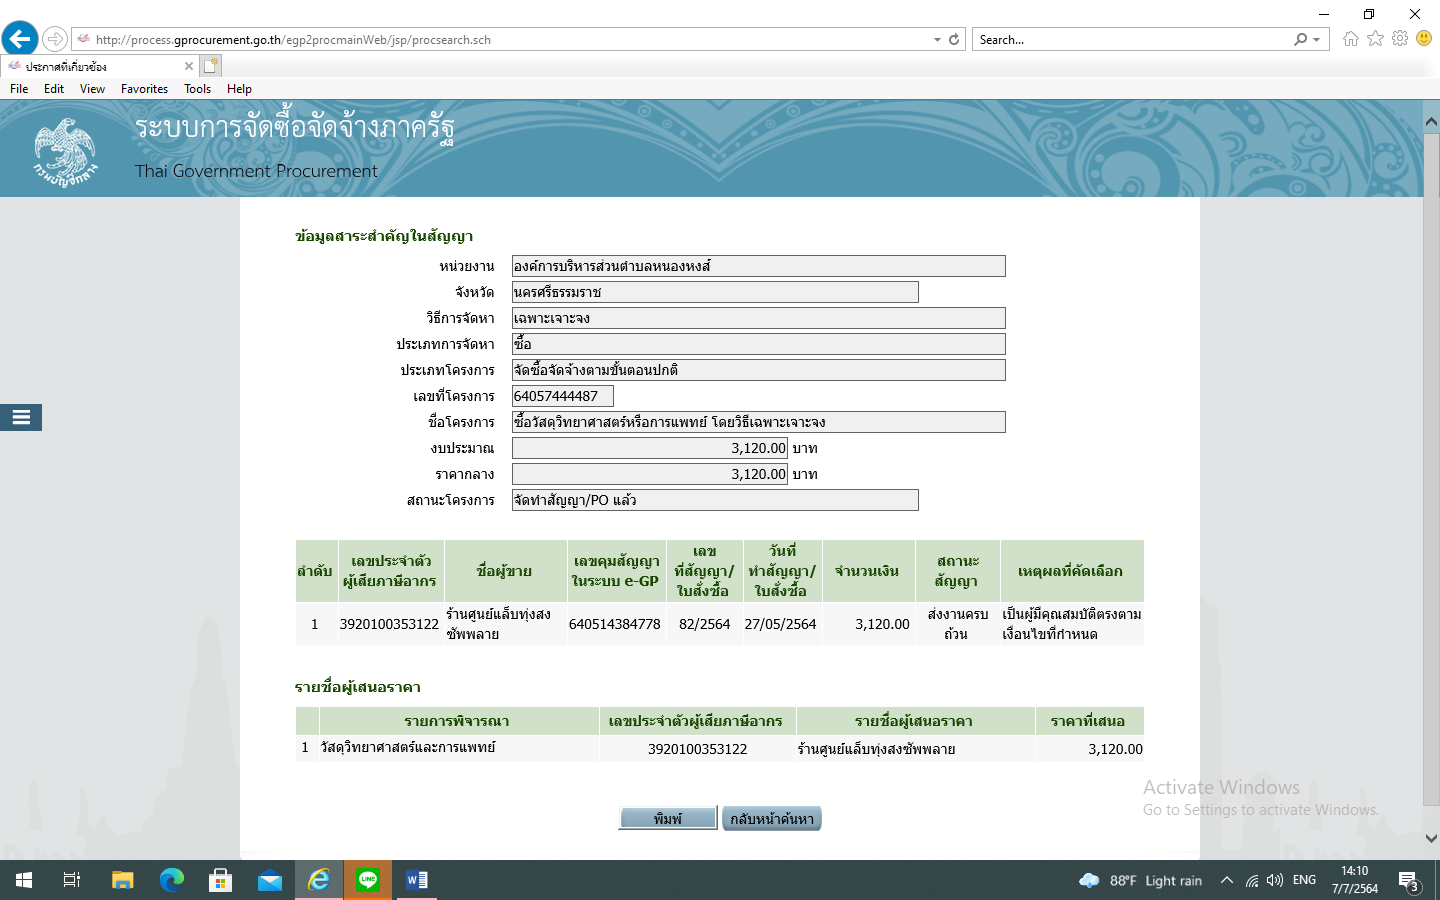 http://process.gprocurement.go.th/egp2procmainWeb/jsp/procsearch.sch
Search...
ประกาศที่เกี่ยวข้อง
File Edit View Favorites Tools Help
ระบบการจัดซื้อจัดจ้างภาครัฐ
Thai Government Procurement
กรมบัญชีกลาง
ข้อมูลสาระสำคัญในสัญญา
หน่วยงาน องค์การบริหารส่วนตำบลหนองหงส์
จังหวัด นครศรีธรรมราช
วิธีการจัดหา เฉพาะเจาะจง
ประเภทการจัดหา ซื้อ
ประเภทโครงการ จัดซื้อจัดจ้างตามขั้นตอนปกติ
เลขที่โครงการ 64057444487
ชื่อโครงการ ซื้อวัสดุวิทยาศาสตร์หรือการแพทย์ โดยวิธีเฉพาะเจาะจง
งบประมาณ 3,120.00 บาท
ราคากลาง 3,120.00 บาท
สถานะโครงการ จัดทำสัญญา/PO แล้ว
ลำดับ เลขประจำตัวผู้เสียภาษีอากร ชื่อผู้ขาย เลขคุมสัญญาในระบบ e-GP เลขที่สัญญา/ใบสั่งซื้อ วันที่ทำสัญญา/ใบสั่งซื้อ จำนวนเงิน สถานะสัญญา เหตุผลที่คัดเลือก
1 3920100353122 ร้านศูนย์แล็บทุ่งสงซัพพลาย 640514384778 82/2564 27/05/2564 3,120.00 ส่งงานครบถ้วน เป็นผู้มีคุณสมบัติตรงตามเงื่อนไขที่กำหนด
รายชื่อผู้เสนอราคา
รายการพิจารณา เลขประจำตัวผู้เสียภาษีอากร รายชื่อผู้เสนอราคา ราคาที่เสนอ
1 วัสดุวิทยาศาสตร์และการแพทย์ 3920100353122 ร้านศูนย์แล็บทุ่งสงซัพพลาย 3,120.00
พิมพ์ กลับหน้าค้นหา
Activate Windows
Go to Settings to activate Windows.
LINE
88°F Light rain ENG
14:10
7/7/2564
3